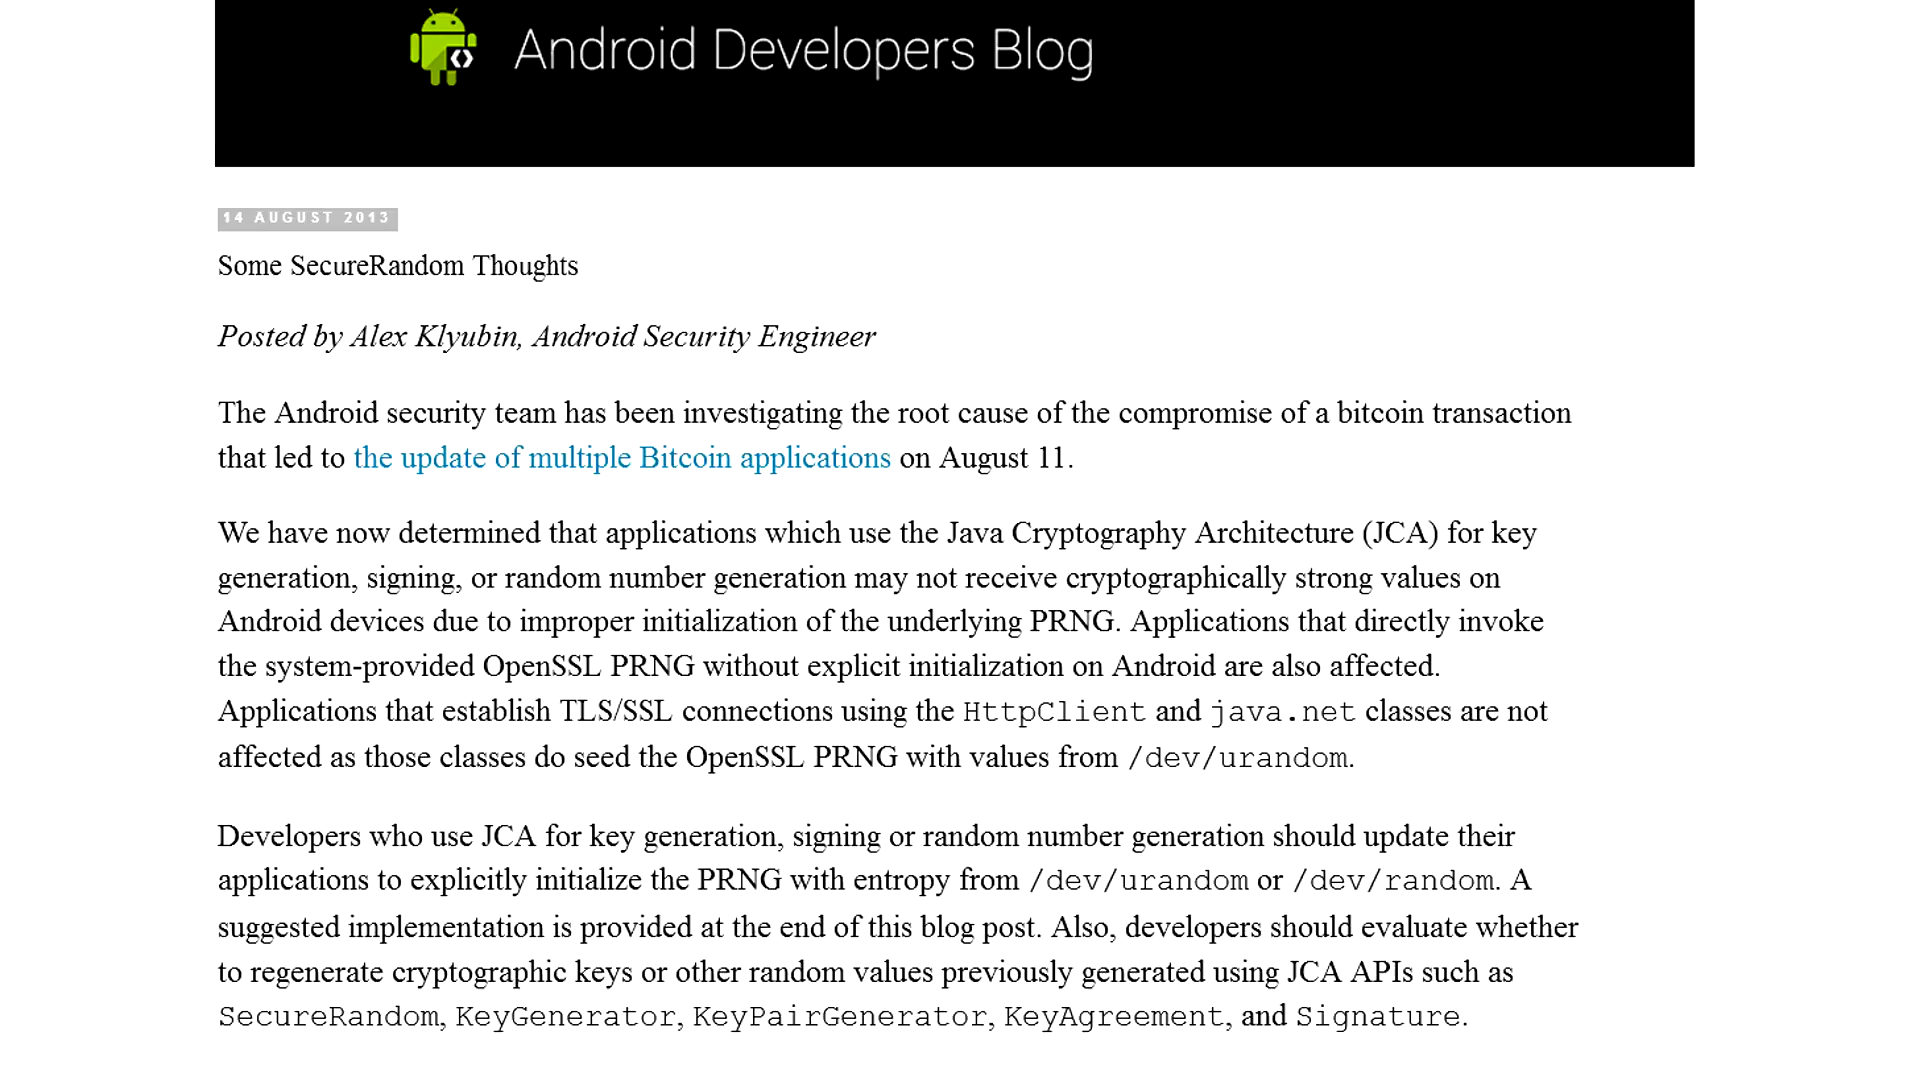 Android Developers Blog
14 AUGUST 2013
Some SecureRandom Thoughts
Posted by Alex Klyubin, Android Security Engineer
The Android security team has been investigating the root cause of the compromise of a bitcoin transaction
that led to the update of multiple Bitcoin applications on August 11.
We have now determined that applications which use the Java Cryptography Architecture (JCA) for key
generation, signing, or random number generation may not receive cryptographically strong values on
Android devices due to improper initialization of the underlying PRNG. Applications that directly invoke
the system-provided OpenSSL PRNG without explicit initialization on Android are also affected.
Applications that establish TLS/SSL connections using the HttpClient and java.net classes are not
affected as those classes do seed the OpenSSL PRNG with values from /dev/urandom.
Developers who use JCA for key generation, signing or random number generation should update their
applications to explicitly initialize the PRNG with entropy from /dev/urandom or /dev/random. A
suggested implementation is provided at the end of this blog post. Also, developers should evaluate whether
to regenerate cryptographic keys or other random values previously generated using JCA APIs such as
SecureRandom, KeyGenerator, KeyPairGenerator, KeyAgreement, and Signature.